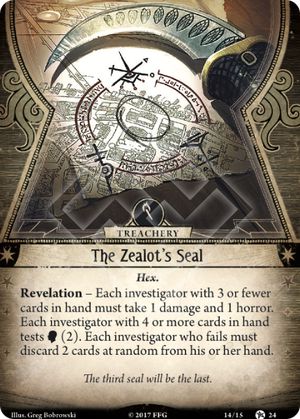 TREACHERY
The Zealot's Seal
Hex.
Revelation – Each investigator with 3 or fewer
cards in hand must take 1 damage and 1 horror.
Each investigator with 4 or more cards in hand
tests (2). Each investigator who fails must
discard 2 cards at random from his or her hand.
The third seal will be the last.
Illus. Greg Bobrowski © 2017 FFG 14/15 24